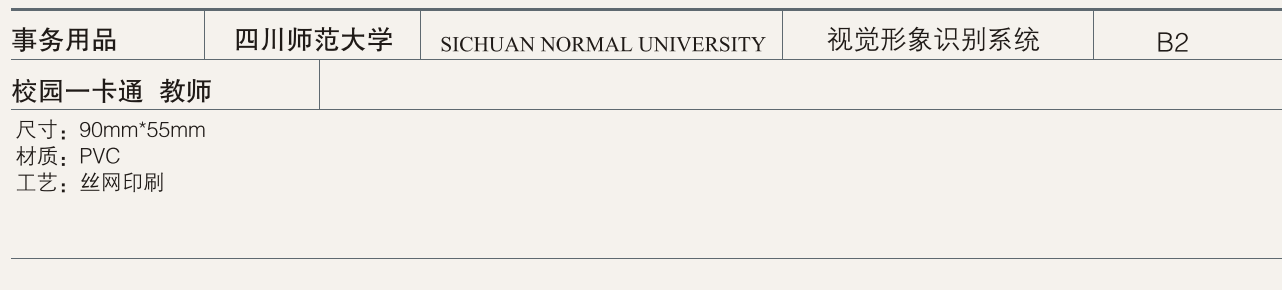 事务用品 四川师范大学 SICHUAN NORMAL UNIVERSITY 视觉形象识别系统 B2
校园一卡通 教师
尺寸：90mm*55mm
材质：PVC
工艺：丝网印刷